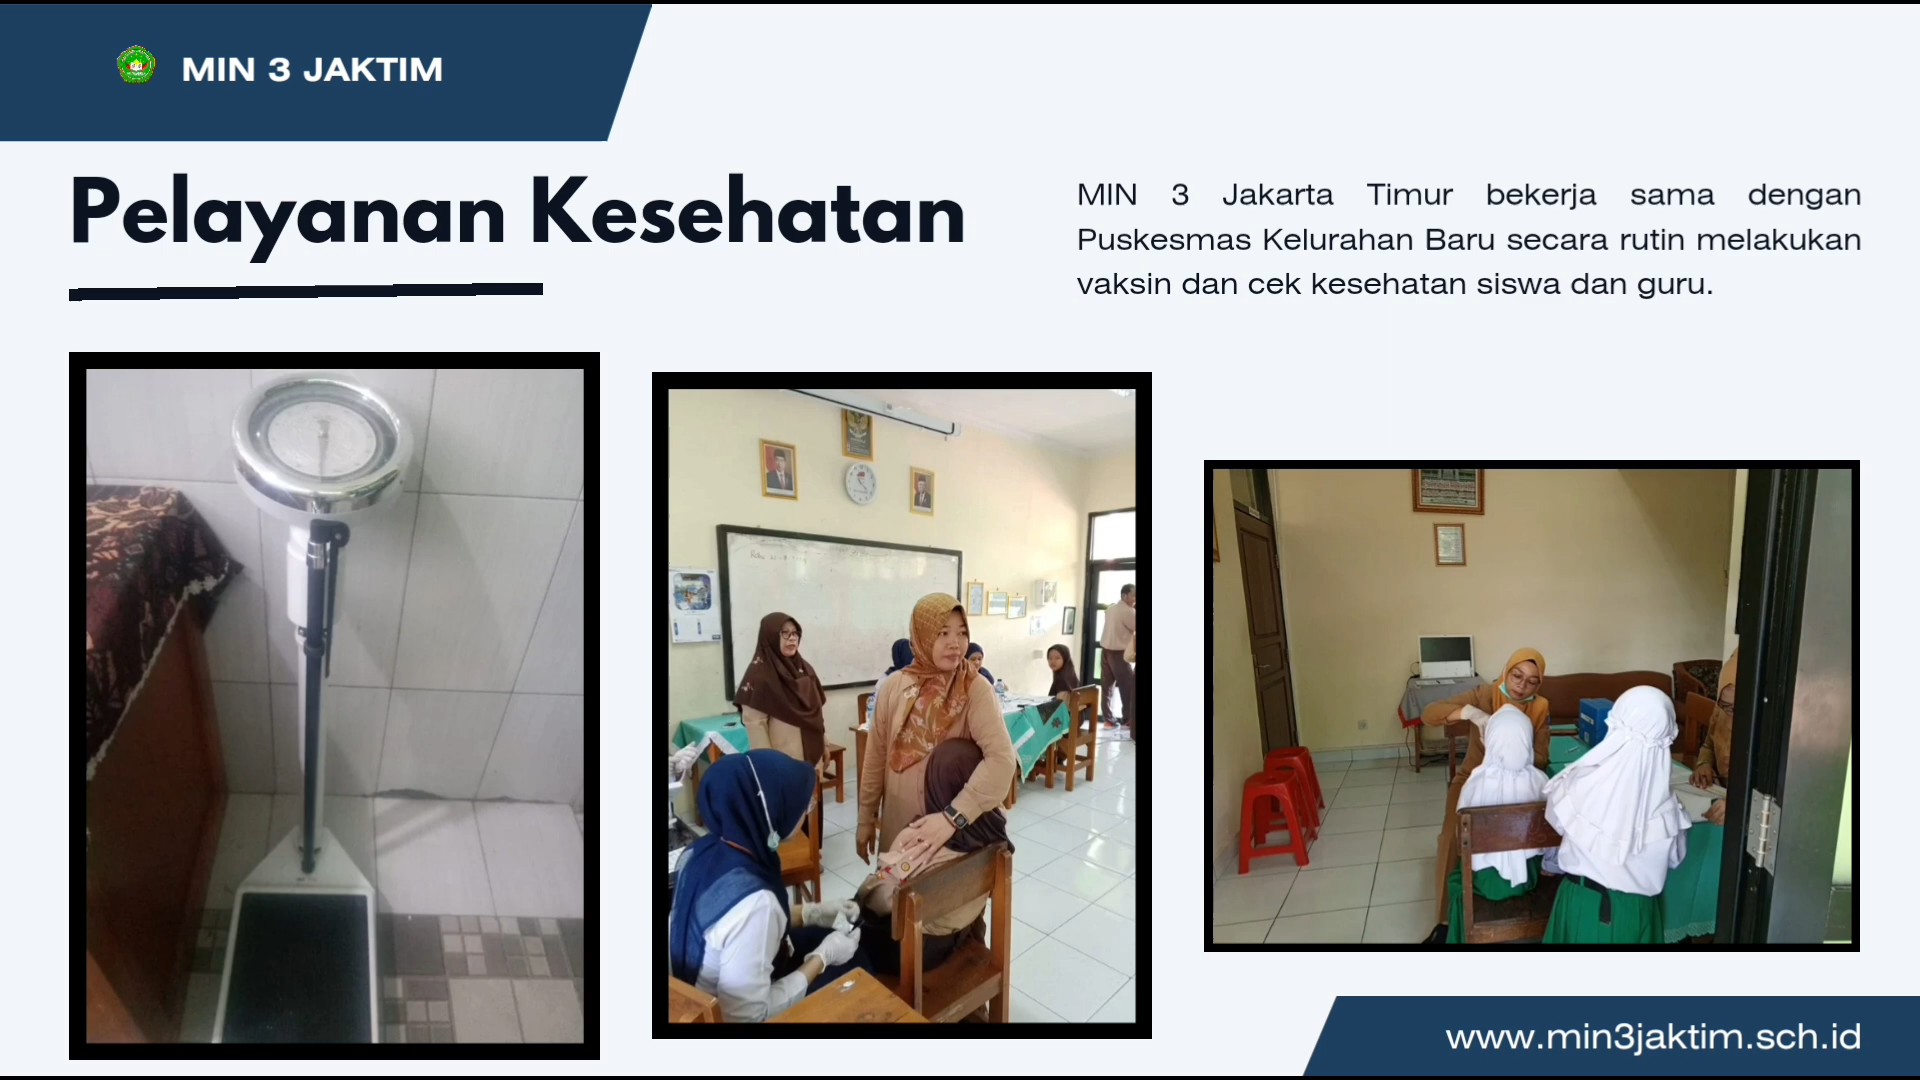 MIN 3 JAKTIM
Pelayanan Kesehatan
MIN 3 Jakarta Timur bekerja sama dengan
Puskesmas Kelurahan Baru secara rutin melakukan
vaksin dan cek kesehatan siswa dan guru.
www.min3jaktim.sch.id